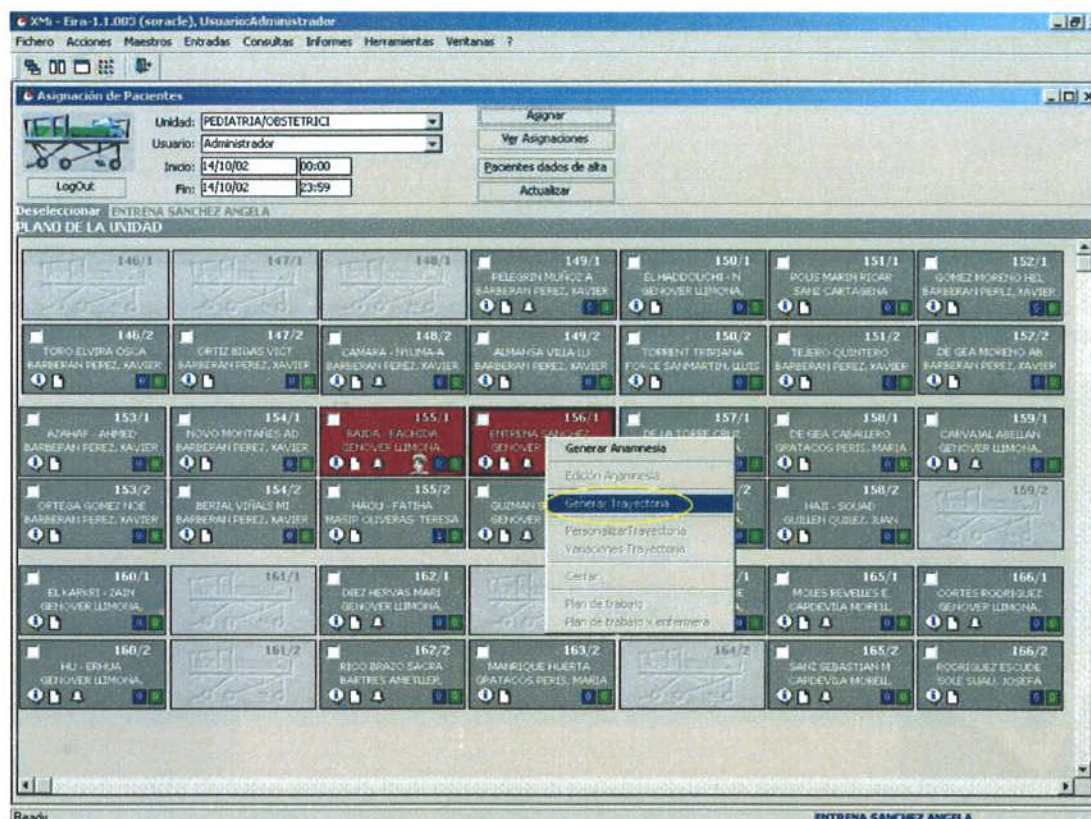 XMi - Eira-1.1.003 (soracle), Usuario:Administrador
Fichero Acciones Maestros Entradas Consultas Informes Herramientas Ventanas ?
Asignación de Pacientes
Unidad: PEDIATRIA/OBSTETRICI
Usuario: Administrador
Inicio: 14/10/02 00:00
Fin: 14/10/02 23:59
LogOut
Asignar
Ver Asignaciones
Pacientes dados de alta
Actualizar
Deseleccionar ENTRENA SANCHEZ ANGELA
PLANO DE LA UNIDAD
146/1 147/1 148/1 149/1 150/1 151/1 152/1
PELEGRIN MUÑOZ A EL HADDOUCHI - N POUS MARIN RICAR GOMEZ MORENO HEL
BARBERAN PEREZ, XAVIER GENOVER LLIMONA, SANZ CARTAGENA BARBERAN PEREZ, XAVIER
146/2 147/2 148/2 149/2 150/2 151/2 152/2
TORO ELVIRA OSCA ORTIZ BIGAS VICT CAMARA - NYUMA-A ALMANSA VILLA LU TORRENT TRIPIANA TEJERO QUINTERO DE GEA MORENO AB
BARBERAN PEREZ, XAVIER BARBERAN PEREZ, XAVIER BARBERAN PEREZ, XAVIER BARBERAN PEREZ, XAVIER SANMARTIN, LLUIS BARBERAN PEREZ, XAVIER BARBERAN PEREZ, XAVIER
153/1 154/1 155/1 156/1 157/1 158/1 159/1
AZAHAF - AHMED NOVO MONTAÑES AD BAJDA - RACHIDA ENTRENA SANCHEZ DE LA TORRE CRUZ DE GEA CABALLERO CARVAJAL ABELLAN
BARBERAN PEREZ, XAVIER BARBERAN PEREZ, XAVIER GENOVER LLIMONA, GENOVER GRATACOS PERIS, MARIA GENOVER LLIMONA,
153/2 154/2 155/2 158/2 159/2
ORTEGA GOMEZ NOE BERTAL VIÑALS MI HAOU - FATIHA GUZMAN HAJI - SOUAD
BARBERAN PEREZ, XAVIER BARBERAN PEREZ, XAVIER MASIP OLIVERAS- TERESA GENOVER GUILLEN QUILEZ, JUAN
Generar Anamnesia
Edición Anamnesia
Generar Trayectoria
PersonalizarTrayectoria
Variaciones Trayectoria
Cerrar
Plan de trabajo
Plan de trabajo x enfermera
160/1 161/1 162/1 /1 165/1 166/1
EL KARKRI - ZAIN DIEZ HERVAS MARI MOLES REVELLES E CORTES RODRIGUEZ
GENOVER LLIMONA, GENOVER LLIMONA, CAPDEVILA MORELL, GENOVER LLIMONA,
160/2 161/2 162/2 163/2 164/2 165/2 166/2
HU - ERHUA RICO BRAZO SACRA MANRIQUE HUERTA SANZ SEBASTIAN M RODRIGUEZ ESCUDE
GENOVER LLIMONA, BARTRES AMETLLER, GRATACOS PERIS, MARIA CAPDEVILA MORELL, SOLE SUAU, JOSEFA
Ready
ENTRENA SANCHEZ ANGELA